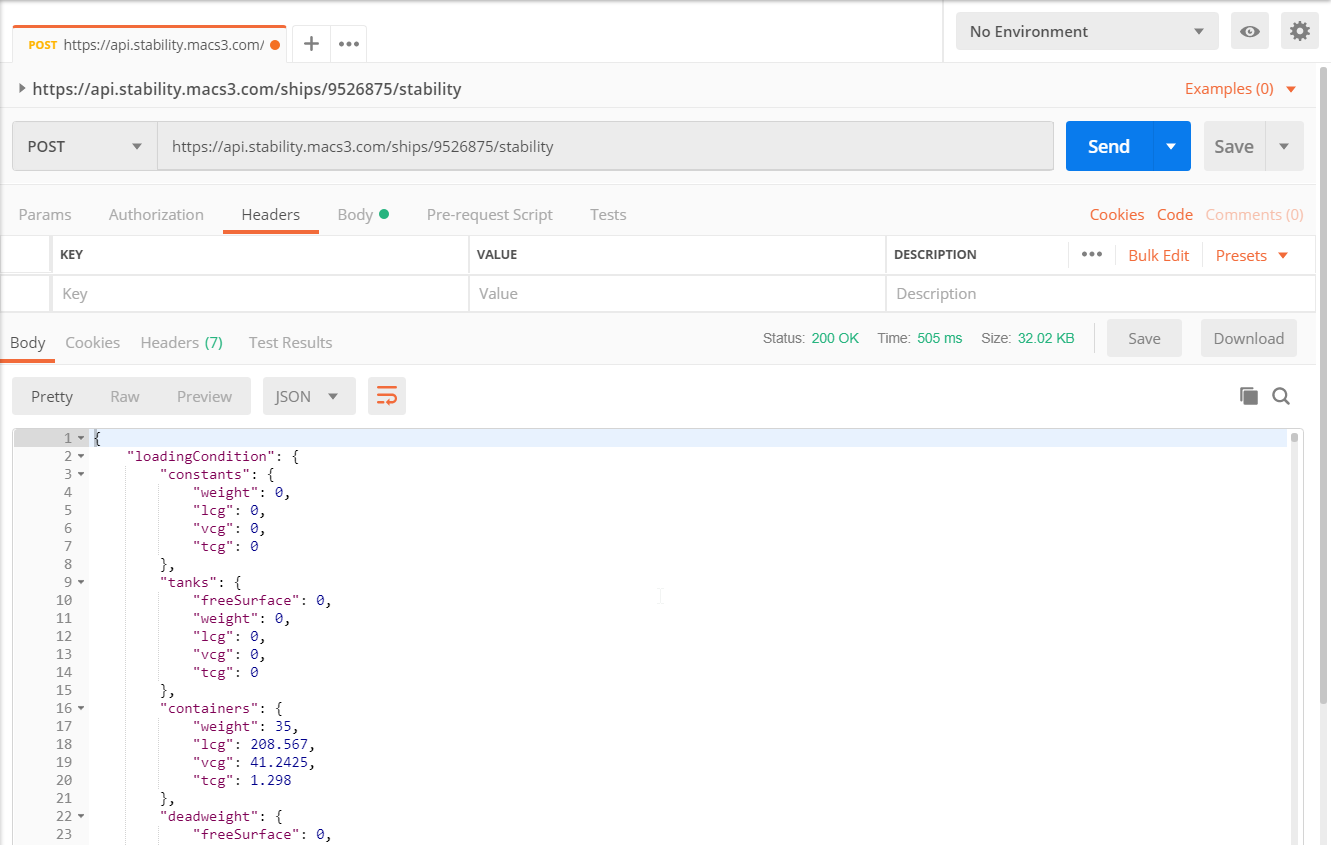 POST https://api.stability.macs3.com/ + ••• No Environment
https://api.stability.macs3.com/ships/9526875/stability Examples (0)
POST https://api.stability.macs3.com/ships/9526875/stability Send Save
Params Authorization Headers Body Pre-request Script Tests Cookies Code Comments (0)
KEY VALUE DESCRIPTION ••• Bulk Edit Presets
Key Value Description
Body Cookies Headers (7) Test Results Status: 200 OK Time: 505 ms Size: 32.02 KB Save Download
Pretty Raw Preview JSON
1 {
2 "loadingCondition": {
3 "constants": {
4 "weight": 0,
5 "lcg": 0,
6 "vcg": 0,
7 "tcg": 0
8 },
9 "tanks": {
10 "freeSurface": 0,
11 "weight": 0,
12 "lcg": 0,
13 "vcg": 0,
14 "tcg": 0
15 },
16 "containers": {
17 "weight": 35,
18 "lcg": 208.567,
19 "vcg": 41.2425,
20 "tcg": 1.298
21 },
22 "deadweight": {
23 "freeSurface": 0,